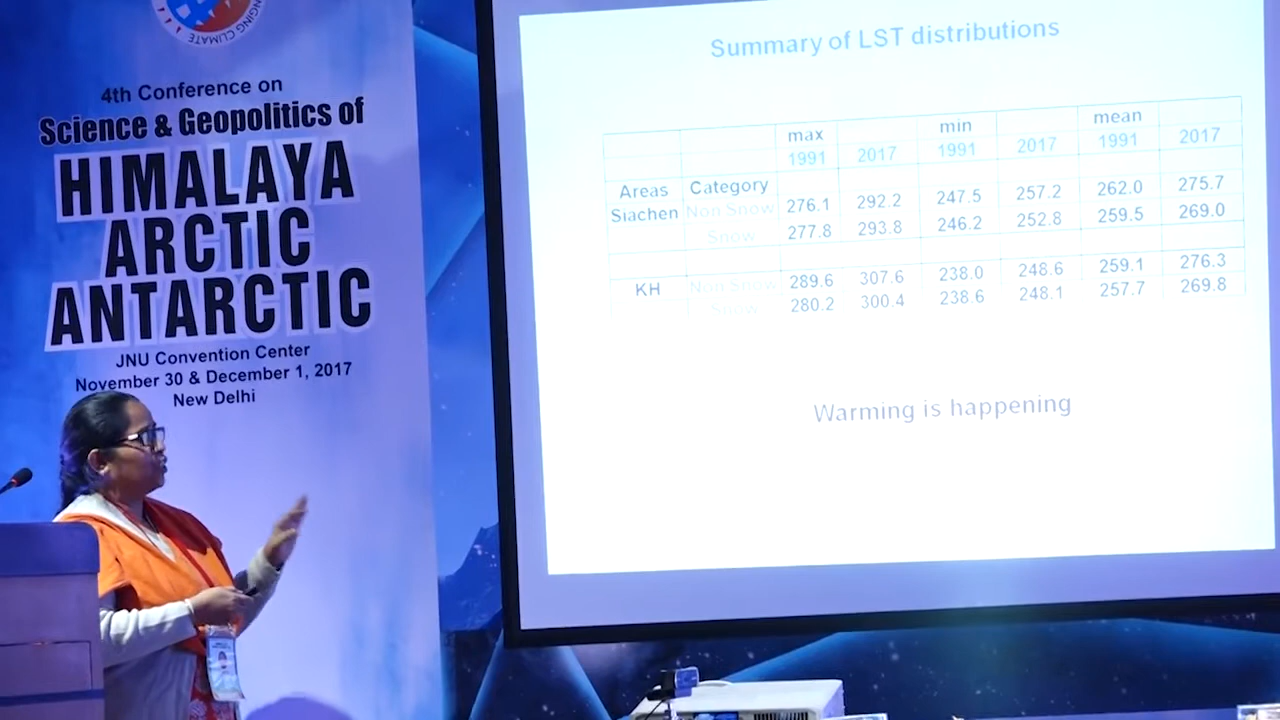 NGING CLIMATE
4th Conference on
Science & Geopolitics of
HIMALAYA
ARCTIC
ANTARCTIC
JNU Convention Center
November 30 & December 1, 2017
New Delhi
Summary of LST distributions
max min mean
1991 2017 1991 2017 1991 2017
Areas Category
Siachen Non Snow 276.1 292.2 247.5 257.2 262.0 275.7
Snow 277.8 293.8 246.2 252.8 259.5 269.0
KH Non Snow 289.6 307.6 238.0 248.6 259.1 276.3
Snow 280.2 300.4 238.6 248.1 257.7 269.8
Warming is happening